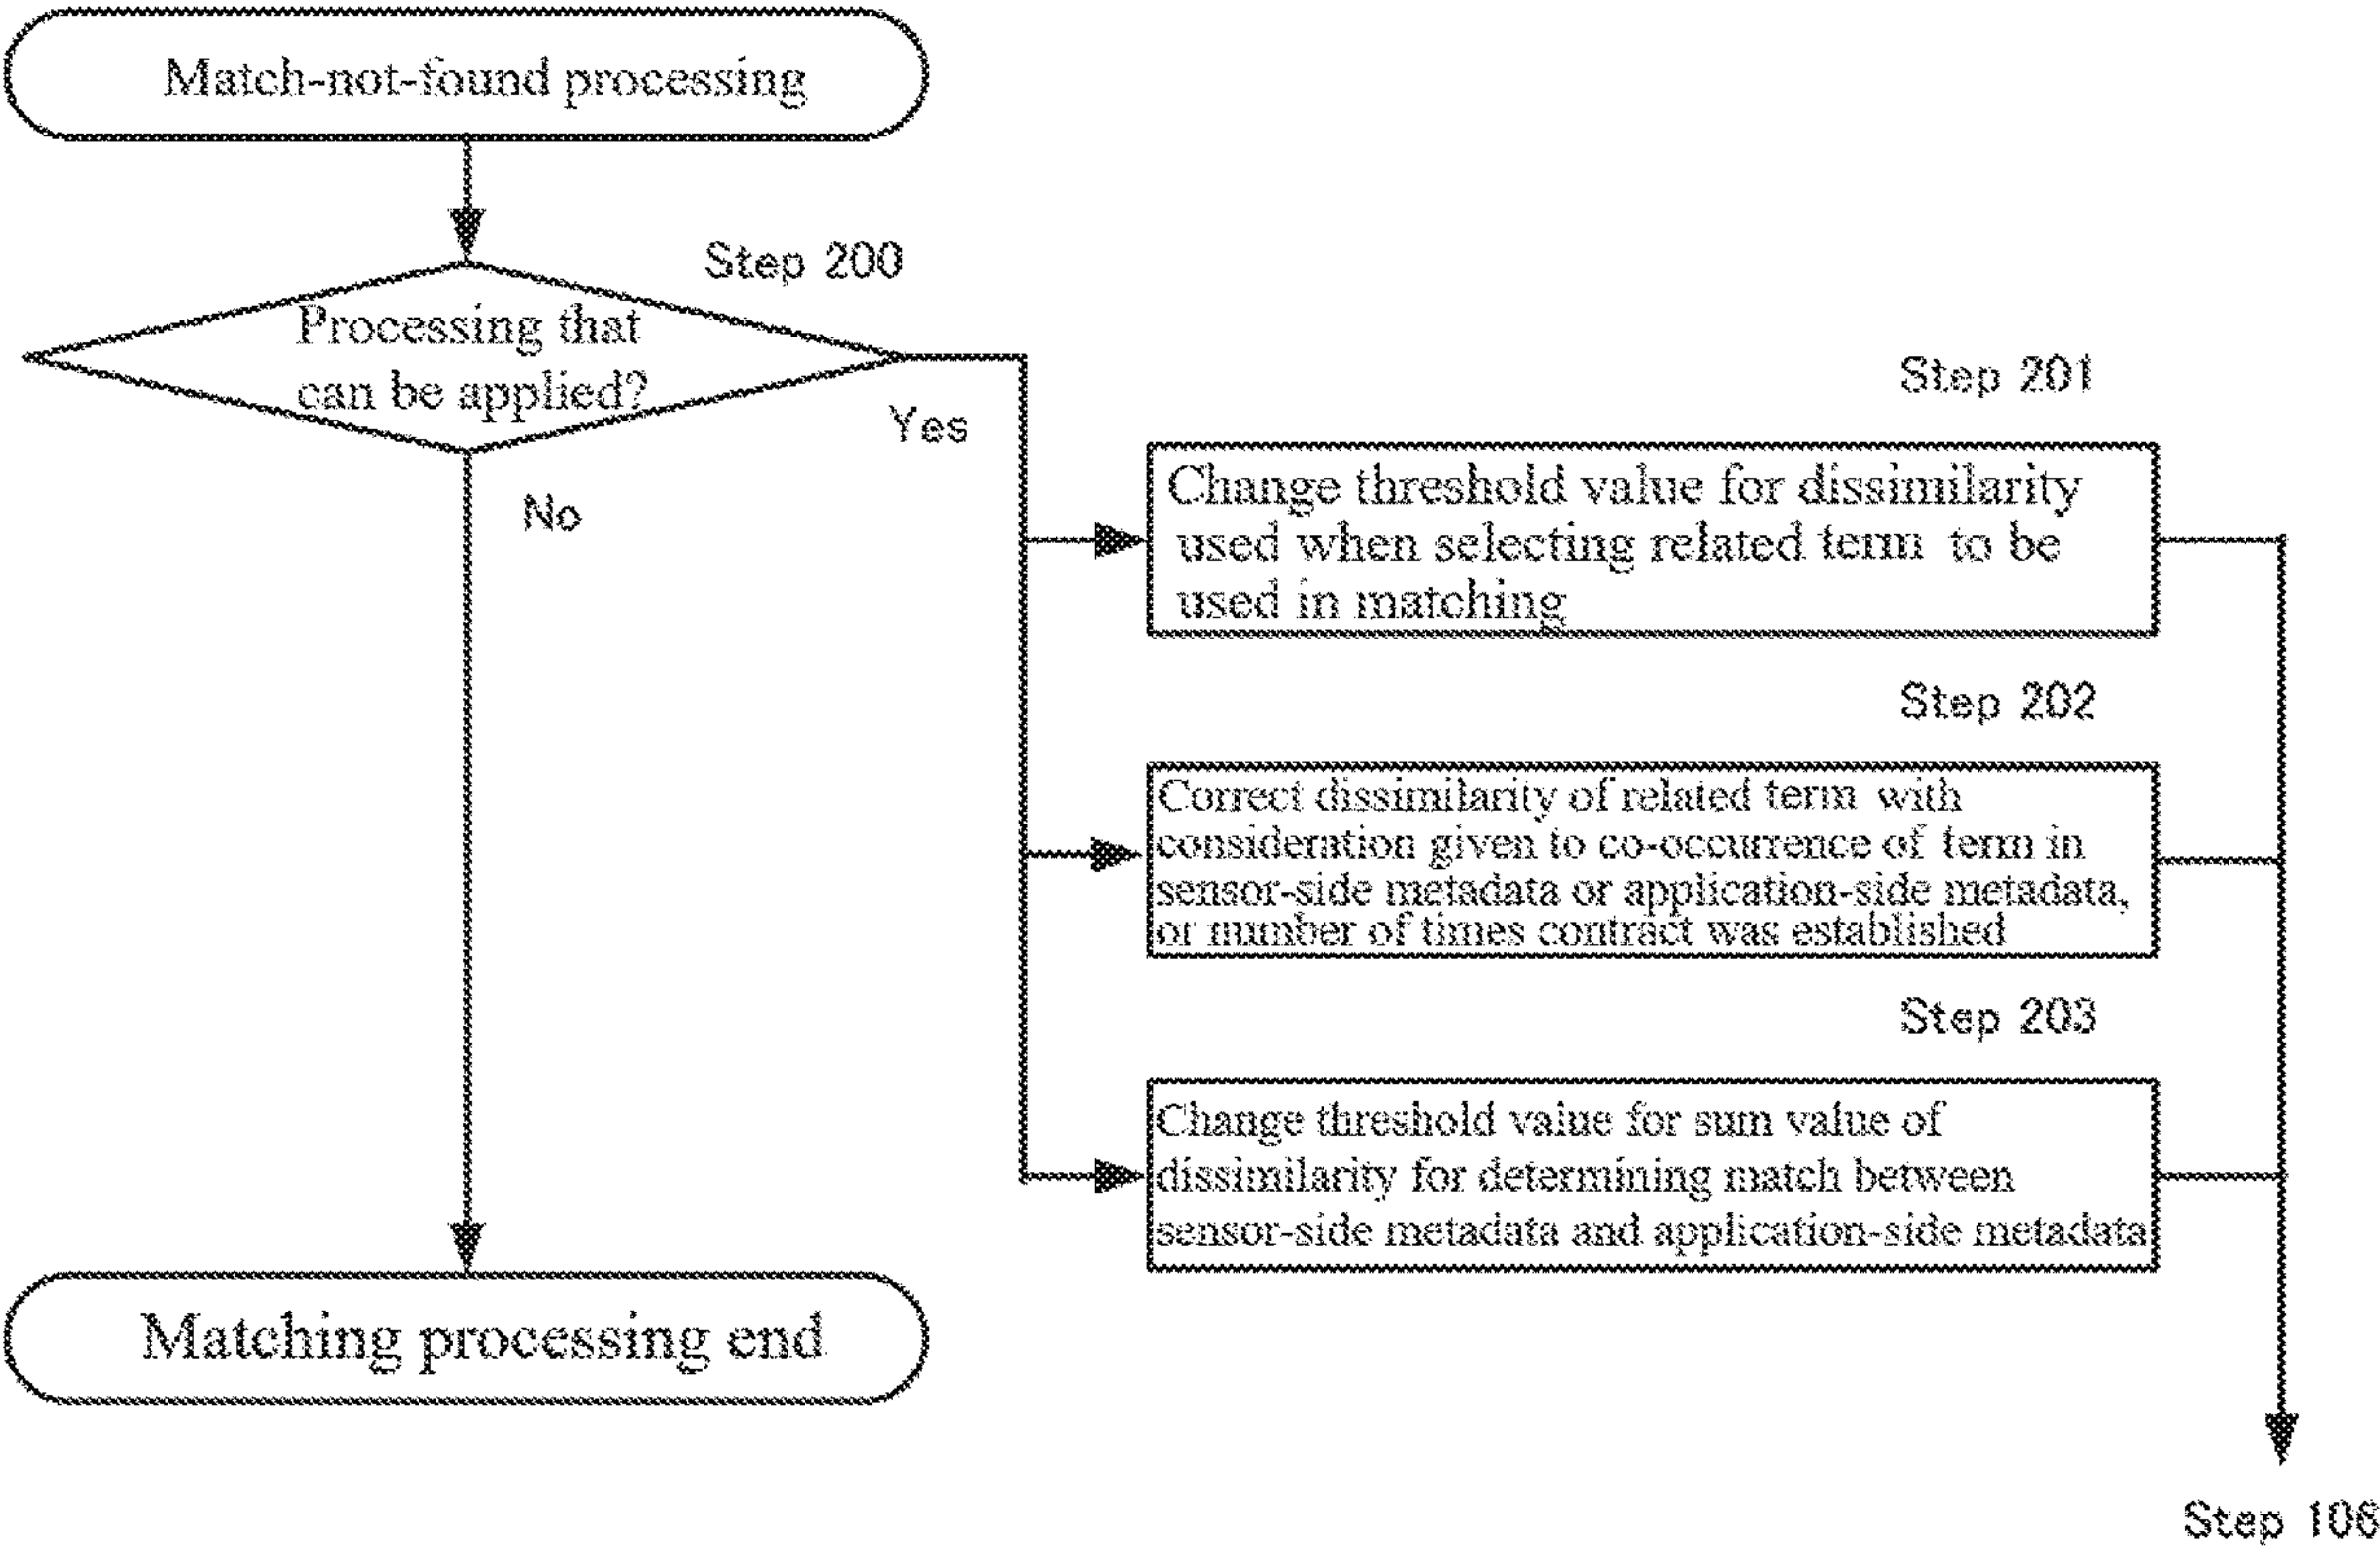 Match-not-found processing
Step 200
Processing that
can be applied?
Yes
No
Step 201
Change threshold value for dissimilarity
used when selecting related term to be
used in matching
Step 202
Correct dissimilarity of related term with
consideration given to co-occurrence of term in
sensor-side metadata or application-side metadata,
or number of times contract was established
Step 203
Change threshold value for sum value of
dissimilarity for determining match between
sensor-side metadata and application-side metadata
Matching processing end
Step 106